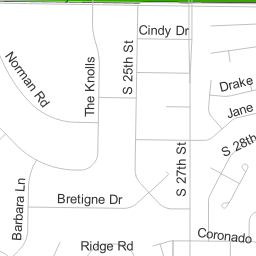 Cindy Dr
Norman Rd
The Knolls
S 25th St
Drake
Jane
S 28th
S 27th St
Barbara Ln
Bretigne Dr
Coronado
Ridge Rd